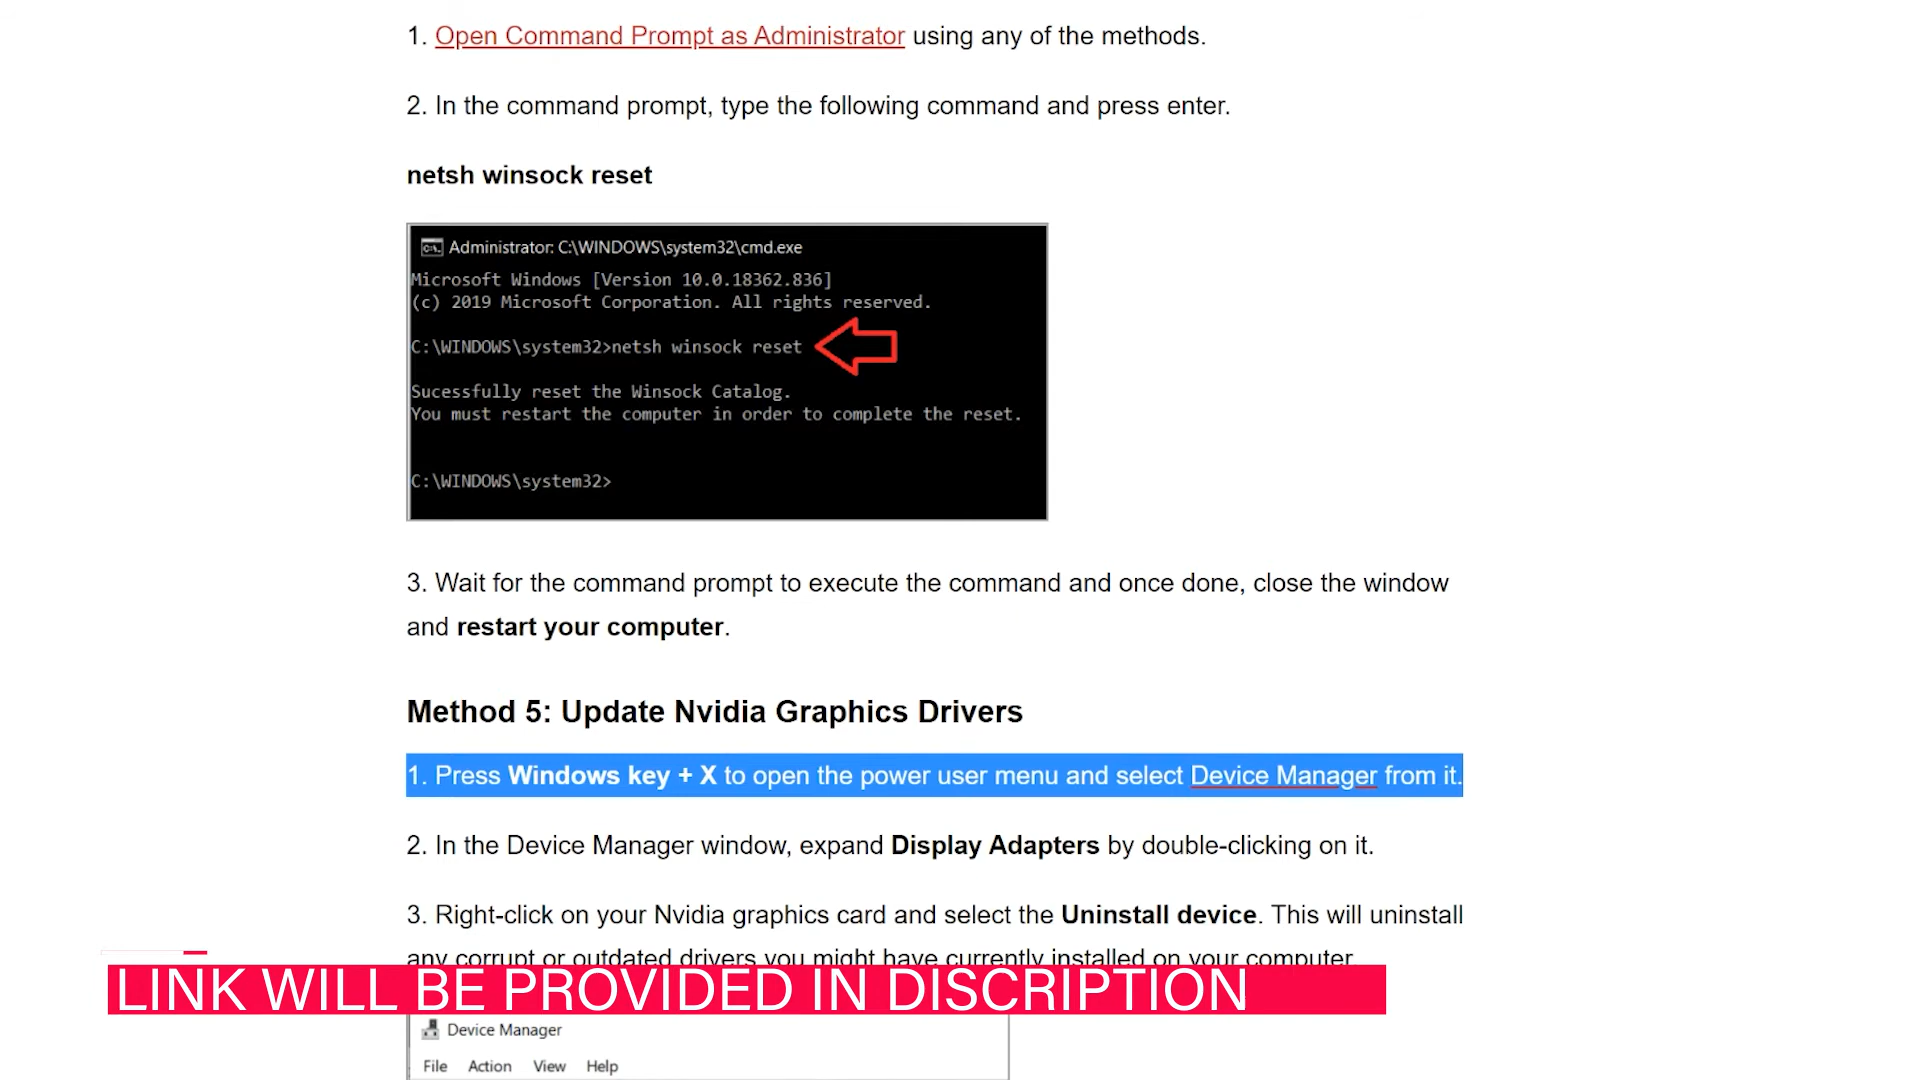 1. Open Command Prompt as Administrator using any of the methods.
2. In the command prompt, type the following command and press enter.
netsh winsock reset
Administrator: C:\WINDOWS\system32\cmd.exe
Microsoft Windows [Version 10.0.18362.836]
(c) 2019 Microsoft Corporation. All rights reserved.
C:\WINDOWS\system32>netsh winsock reset
Sucessfully reset the Winsock Catalog.
You must restart the computer in order to complete the reset.
C:\WINDOWS\system32>
3. Wait for the command prompt to execute the command and once done, close the window
and restart your computer.
Method 5: Update Nvidia Graphics Drivers
1. Press Windows key + X to open the power user menu and select Device Manager from it.
2. In the Device Manager window, expand Display Adapters by double-clicking on it.
3. Right-click on your Nvidia graphics card and select the Uninstall device. This will uninstall
any corrupt or outdated drivers you might have currently installed on your computer.
LINK WILL BE PROVIDED IN DISCRIPTION
Device Manager
File Action View Help